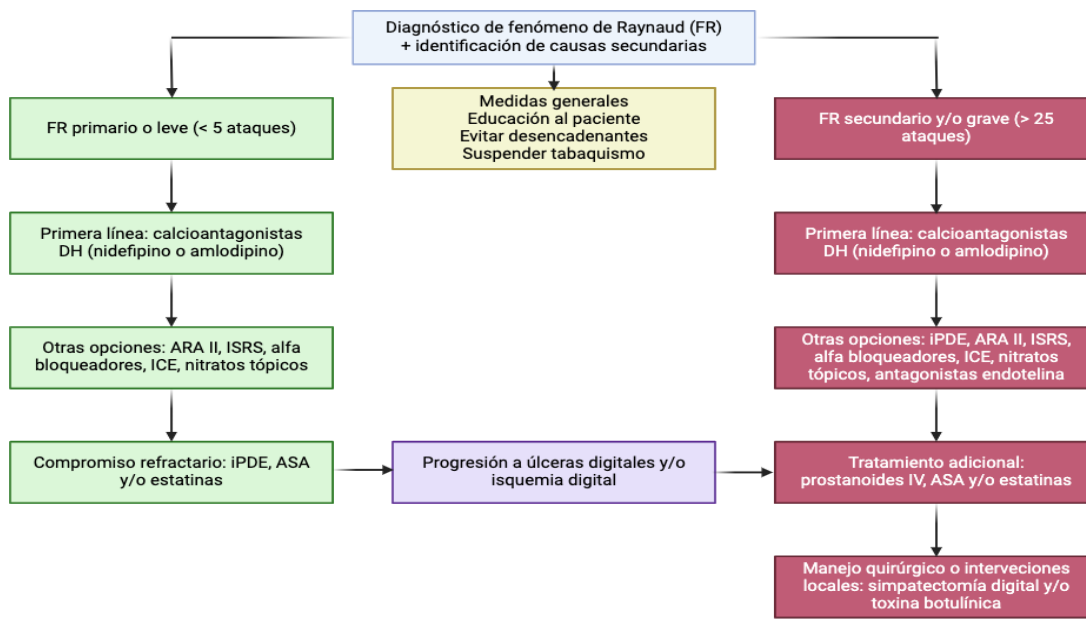 Diagnóstico de fenómeno de Raynaud (FR)
+ identificación de causas secundarias
Medidas generales
Educación al paciente
Evitar desencadenantes
Suspender tabaquismo
FR primario o leve (< 5 ataques)
Primera línea: calcioantagonistas
DH (nidefipino o amlodipino)
Otras opciones: ARA II, ISRS, alfa
bloqueadores, ICE, nitratos tópicos
Compromiso refractario: iPDE, ASA
y/o estatinas
Progresión a úlceras digitales y/o
isquemia digital
FR secundario y/o grave (> 25
ataques)
Primera línea: calcioantagonistas
DH (nidefipino o amlodipino)
Otras opciones: iPDE, ARA II, ISRS,
alfa bloqueadores, ICE, nitratos
tópicos, antagonistas endotelina
Tratamiento adicional:
prostanoides IV, ASA y/o estatinas
Manejo quirúrgico o interveciones
locales: simpatectomía digital y/o
toxina botulínica